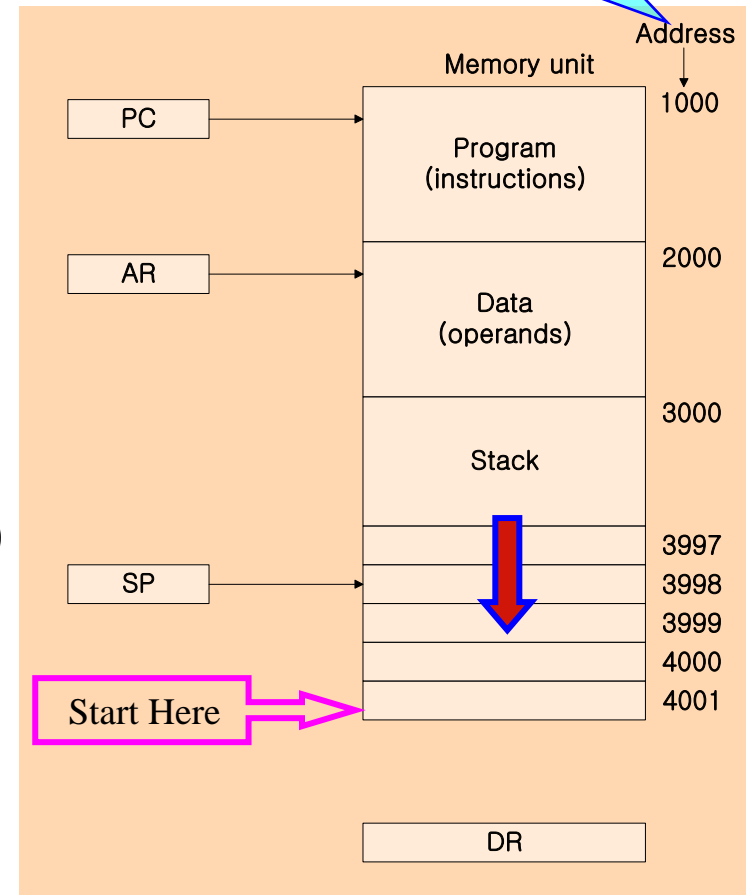 Address
Memory unit
1000
PC
Program
(instructions)
2000
AR
Data
(operands)
3000
Stack
)
3997
SP
3998
3999
4000
4001
Start Here
DR